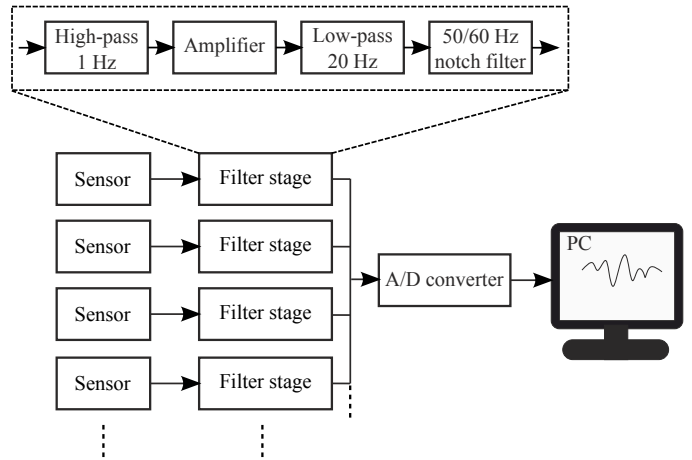 High-pass
1 Hz
Amplifier
Low-pass
20 Hz
50/60 Hz
notch filter
Sensor
Filter stage
Sensor
Filter stage
Sensor
Filter stage
Sensor
Filter stage
A/D converter
PC